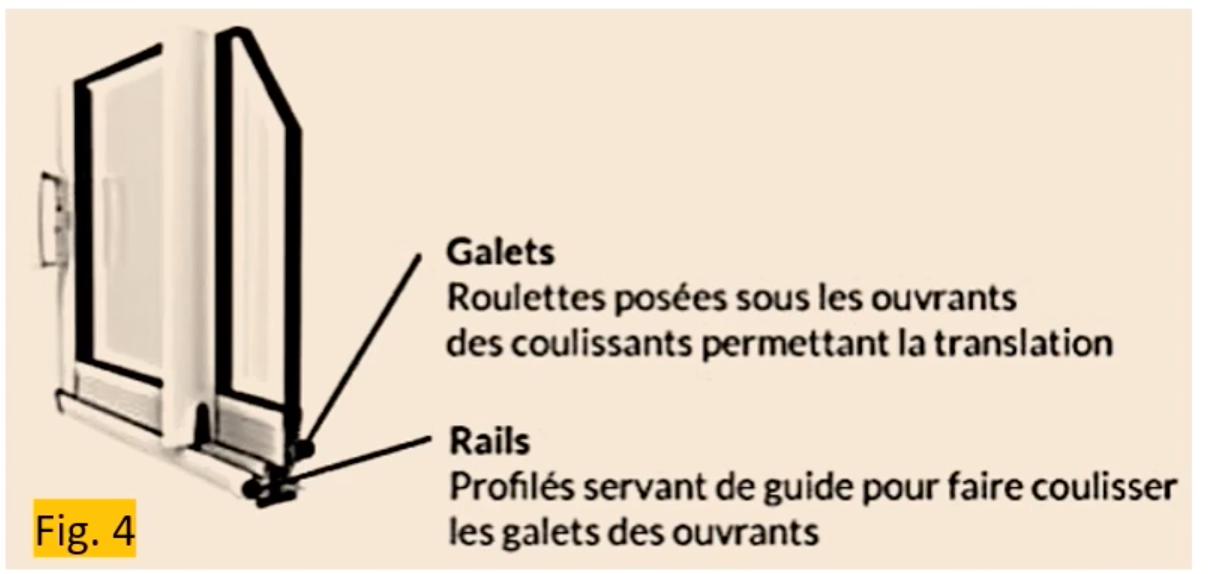 Galets
Roulettes posées sous les ouvrants
des coulissants permettant la translation
Rails
Profilés servant de guide pour faire coulisser
les galets des ouvrants
Fig. 4